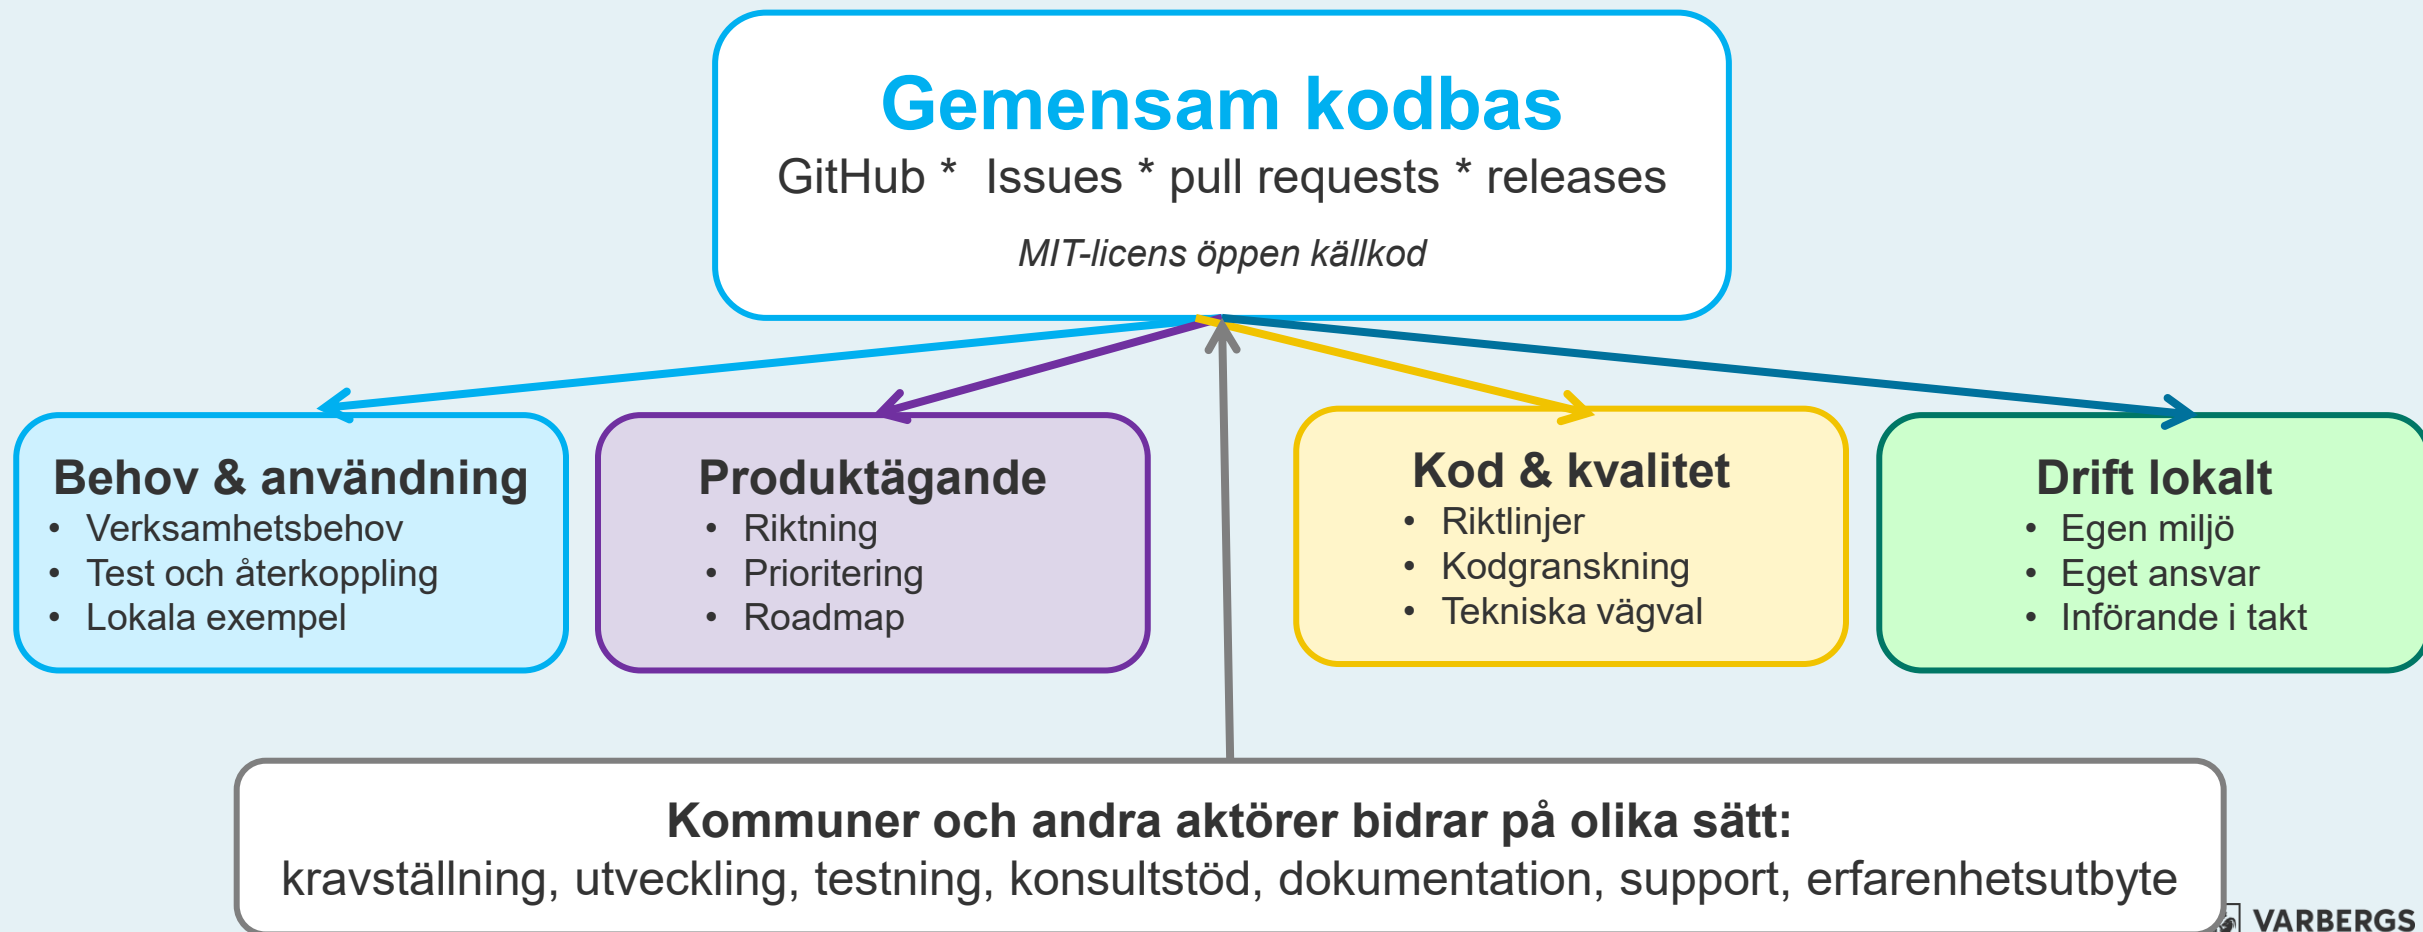 Gemensam kodbas
GitHub *  Issues * pull requests * releases
MIT-licens öppen källkod
Behov & användning
• Verksamhetsbehov
• Test och återkoppling
• Lokala exempel
Produktägande
• Riktning
• Prioritering
• Roadmap
Kod & kvalitet
• Riktlinjer
• Kodgranskning
• Tekniska vägval
Drift lokalt
• Egen miljö
• Eget ansvar
• Införande i takt
Kommuner och andra aktörer bidrar på olika sätt:
kravställning, utveckling, testning, konsultstöd, dokumentation, support, erfarenhetsutbyte
VARBERGS